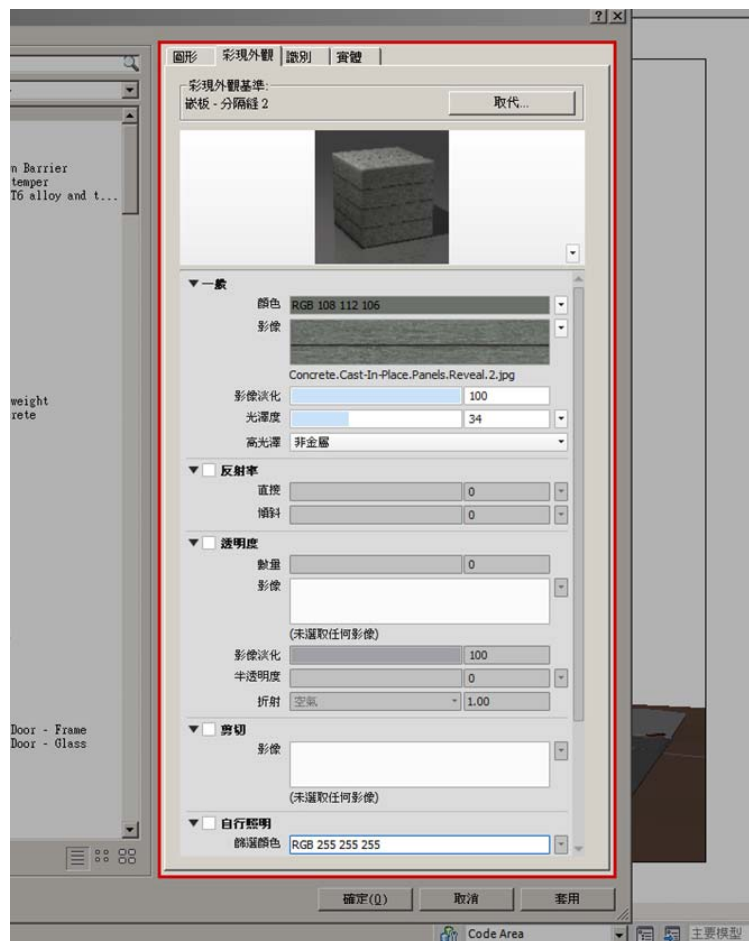 圖形 彩現外觀 識別 實體
彩現外觀基準:
嵌板 - 分隔縫 2
取代...
n Barrier
temper
T6 alloy and t...
一般
顏色 RGB 108 112 106
影像
Concrete.Cast-In-Place.Panels.Reveal.2.jpg
影像淡化 100
光澤度 34
高光澤 非金屬
weight
rete
反射率
直接 0
傾斜 0
透明度
數量 0
影像
(未選取任何影像)
影像淡化 100
半透明度 0
折射 空氣 1.00
Door - Frame
Door - Glass
剪切
影像
(未選取任何影像)
自行照明
篩選顏色 RGB 255 255 255
確定(O) 取消 套用
Code Area 主要模型